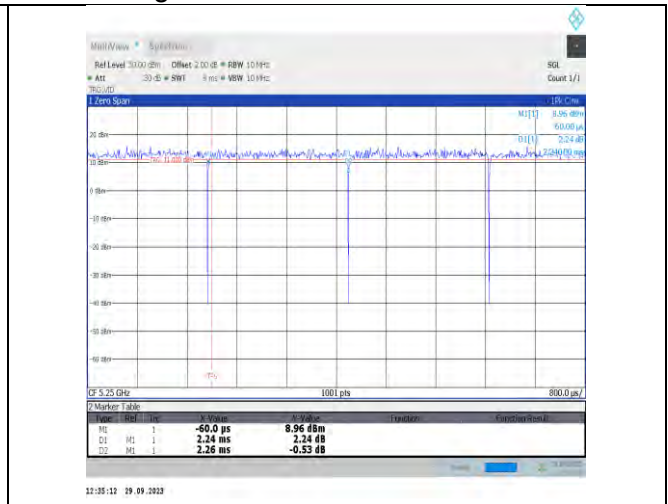 MultiView Spectrum
Ref Level 30.00 dBm Offset 2.00 dB RBW 10 MHz SGL
Att 30 dB SWT 8 ms VBW 10 MHz Count 1/1
TRG:VID
1 Zero Span 1Pk Clrw
M1[1] 8.96 dBm
-60.00 µs
20 dBm
D1[1] 2.24 dB
10 dBm
0 dBm
-10 dBm
-20 dBm
-30 dBm
-40 dBm
-50 dBm
-60 dBm
CF 5.25 GHz 1001 pts 800.0 µs/
2 Marker Table
Type Ref Trc X-Value Y-Value Function Function Result
M1 1 -60.0 µs 8.96 dBm
D1 M1 1 2.24 ms 2.24 dB
D2 M1 1 2.26 ms -0.53 dB
12:35:12 29.09.2023